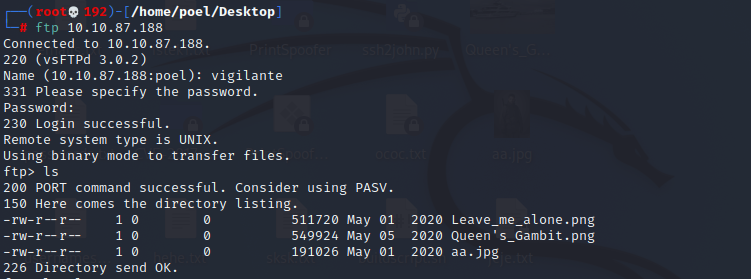 (root💀192)-[/home/poel/Desktop]
# ftp 10.10.87.188
Connected to 10.10.87.188.
220 (vsFTPd 3.0.2)
Name (10.10.87.188:poel): vigilante
331 Please specify the password.
Password:
230 Login successful.
Remote system type is UNIX.
Using binary mode to transfer files.
ftp> ls
200 PORT command successful. Consider using PASV.
150 Here comes the directory listing.
-rw-r--r-- 1 0 0 511720 May 01 2020 Leave_me_alone.png
-rw-r--r-- 1 0 0 549924 May 05 2020 Queen's_Gambit.png
-rw-r--r-- 1 0 0 191026 May 01 2020 aa.jpg
226 Directory send OK.
PrintSpoofer
ssh2john.py
aa.jpg